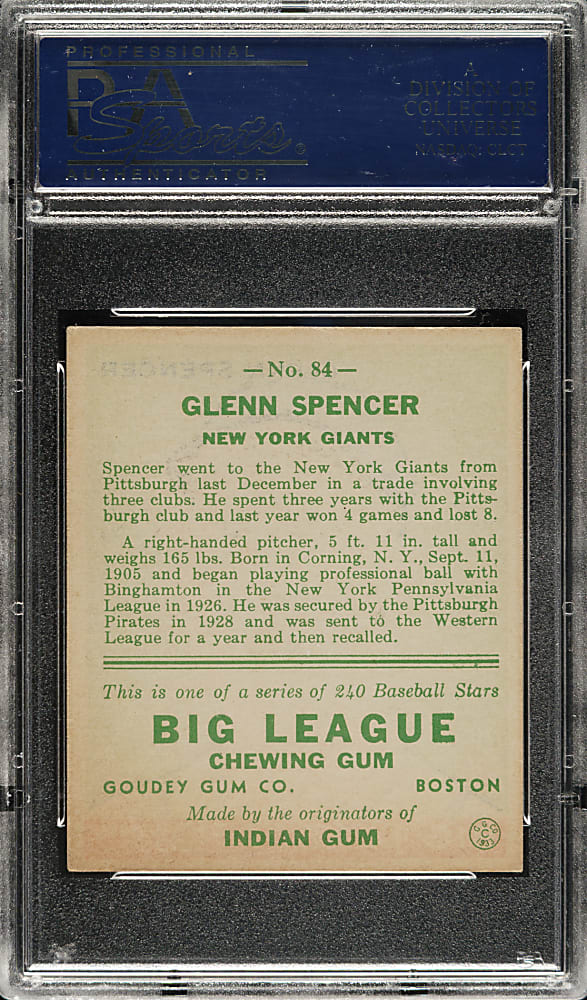 PROFESSIONAL
PSA
Sports
AUTHENTICATOR
A
DIVISION OF
COLLECTORS
UNIVERSE
NASDAQ: CLCT
SPENCER
—No. 84—
GLENN SPENCER
NEW YORK GIANTS
Spencer went to the New York Giants from
Pittsburgh last December in a trade involving
three clubs. He spent three years with the Pitts-
burgh club and last year won 4 games and lost 8.
A right-handed pitcher, 5 ft. 11 in. tall and
weighs 165 lbs. Born in Corning, N. Y., Sept. 11,
1905 and began playing professional ball with
Binghamton in the New York Pennsylvania
League in 1926. He was secured by the Pittsburgh
Pirates in 1928 and was sent to the Western
League for a year and then recalled.
This is one of a series of 240 Baseball Stars
BIG LEAGUE
CHEWING GUM
GOUDEY GUM CO. BOSTON
Made by the originators of
INDIAN GUM
G.G.CO.
C
1933
PSA